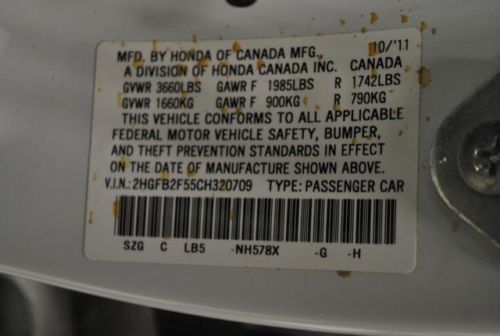 MFD. BY HONDA OF CANADA MFG., 10/'11
A DIVISION OF HONDA CANADA INC. CANADA
GVWR 3660LBS GAWR F 1985LBS R 1742LBS
GVWR 1660KG GAWR F 900KG R 790KG
THIS VEHICLE CONFORMS TO ALL APPLICABLE
FEDERAL MOTOR VEHICLE SAFETY, BUMPER,
AND THEFT PREVENTION STANDARDS IN EFFECT
ON THE DATE OF MANUFACTURE SHOWN ABOVE.
V.I.N.: 2HGFB2F55CH320709 TYPE: PASSENGER CAR
SZG C LB5 -NH578X -G -H